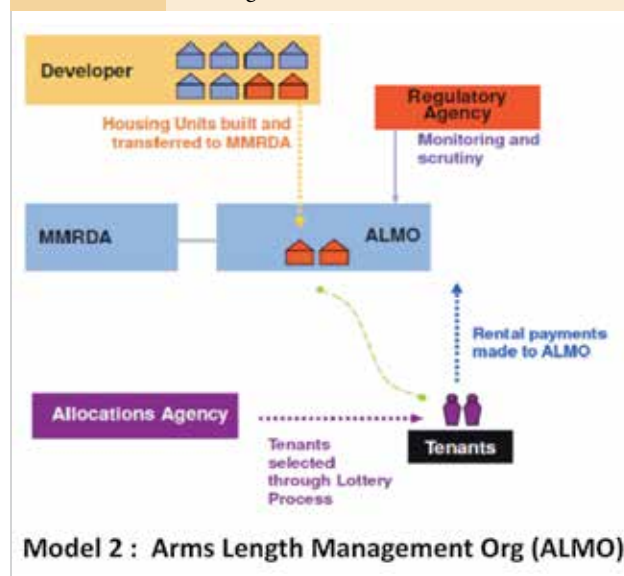 Developer
Housing Units built and
transferred to MMRDA
Regulatory
Agency
Monitoring and
scrutiny
MMRDA
ALMO
Rental payments
made to ALMO
Allocations Agency
Tenants
selected
through Lottery
Process
Tenants
Model 2 : Arms Length Management Org (ALMO)